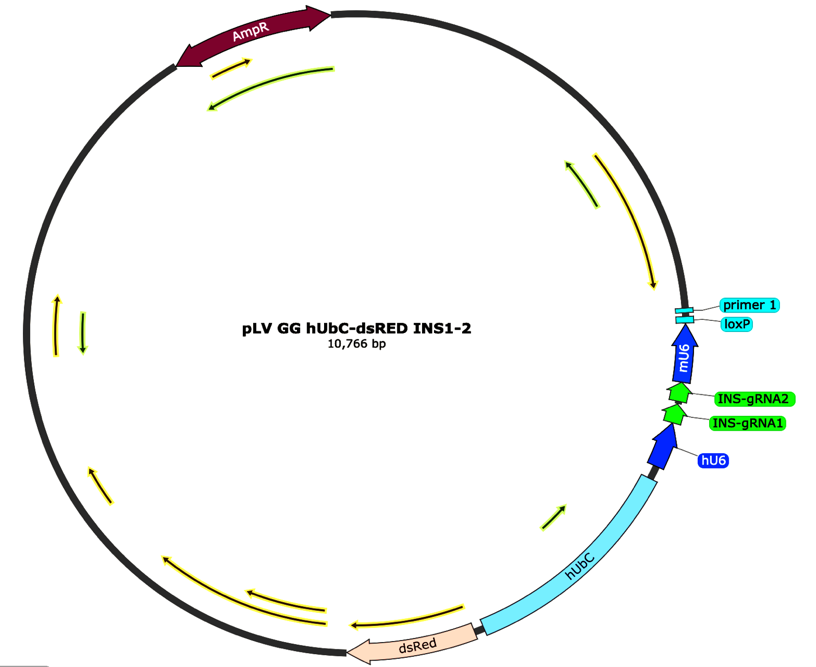 AmpR
primer 1
loxP
mU6
pLV GG hUbC-dsRED INS1-2
10,766 bp
INS-gRNA2
INS-gRNA1
hU6
hUbC
dsRed